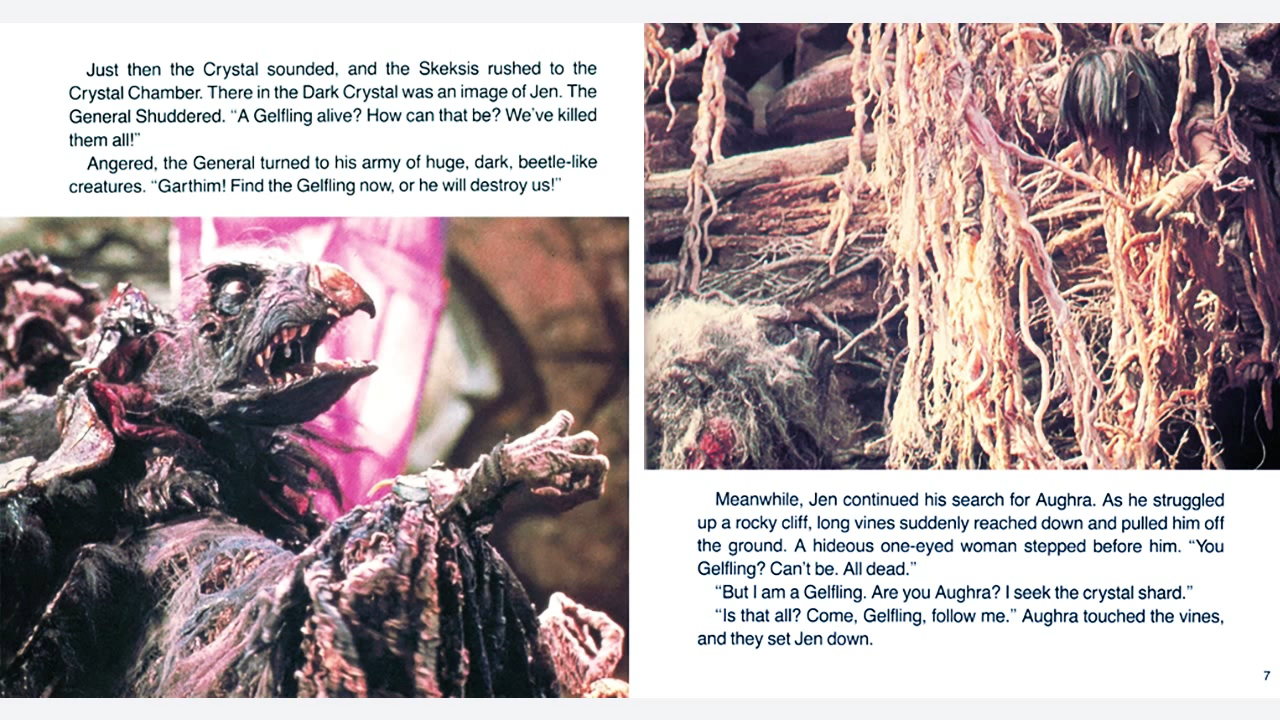 Just then the Crystal sounded, and the Skeksis rushed to the
Crystal Chamber. There in the Dark Crystal was an image of Jen. The
General Shuddered. “A Gelfling alive? How can that be? We’ve killed
them all!”
Angered, the General turned to his army of huge, dark, beetle-like
creatures. “Garthim! Find the Gelfling now, or he will destroy us!”
Meanwhile, Jen continued his search for Aughra. As he struggled
up a rocky cliff, long vines suddenly reached down and pulled him off
the ground. A hideous one-eyed woman stepped before him. “You
Gelfling? Can’t be. All dead.”
“But I am a Gelfling. Are you Aughra? I seek the crystal shard.”
“Is that all? Come, Gelfling, follow me.” Aughra touched the vines,
and they set Jen down.
7